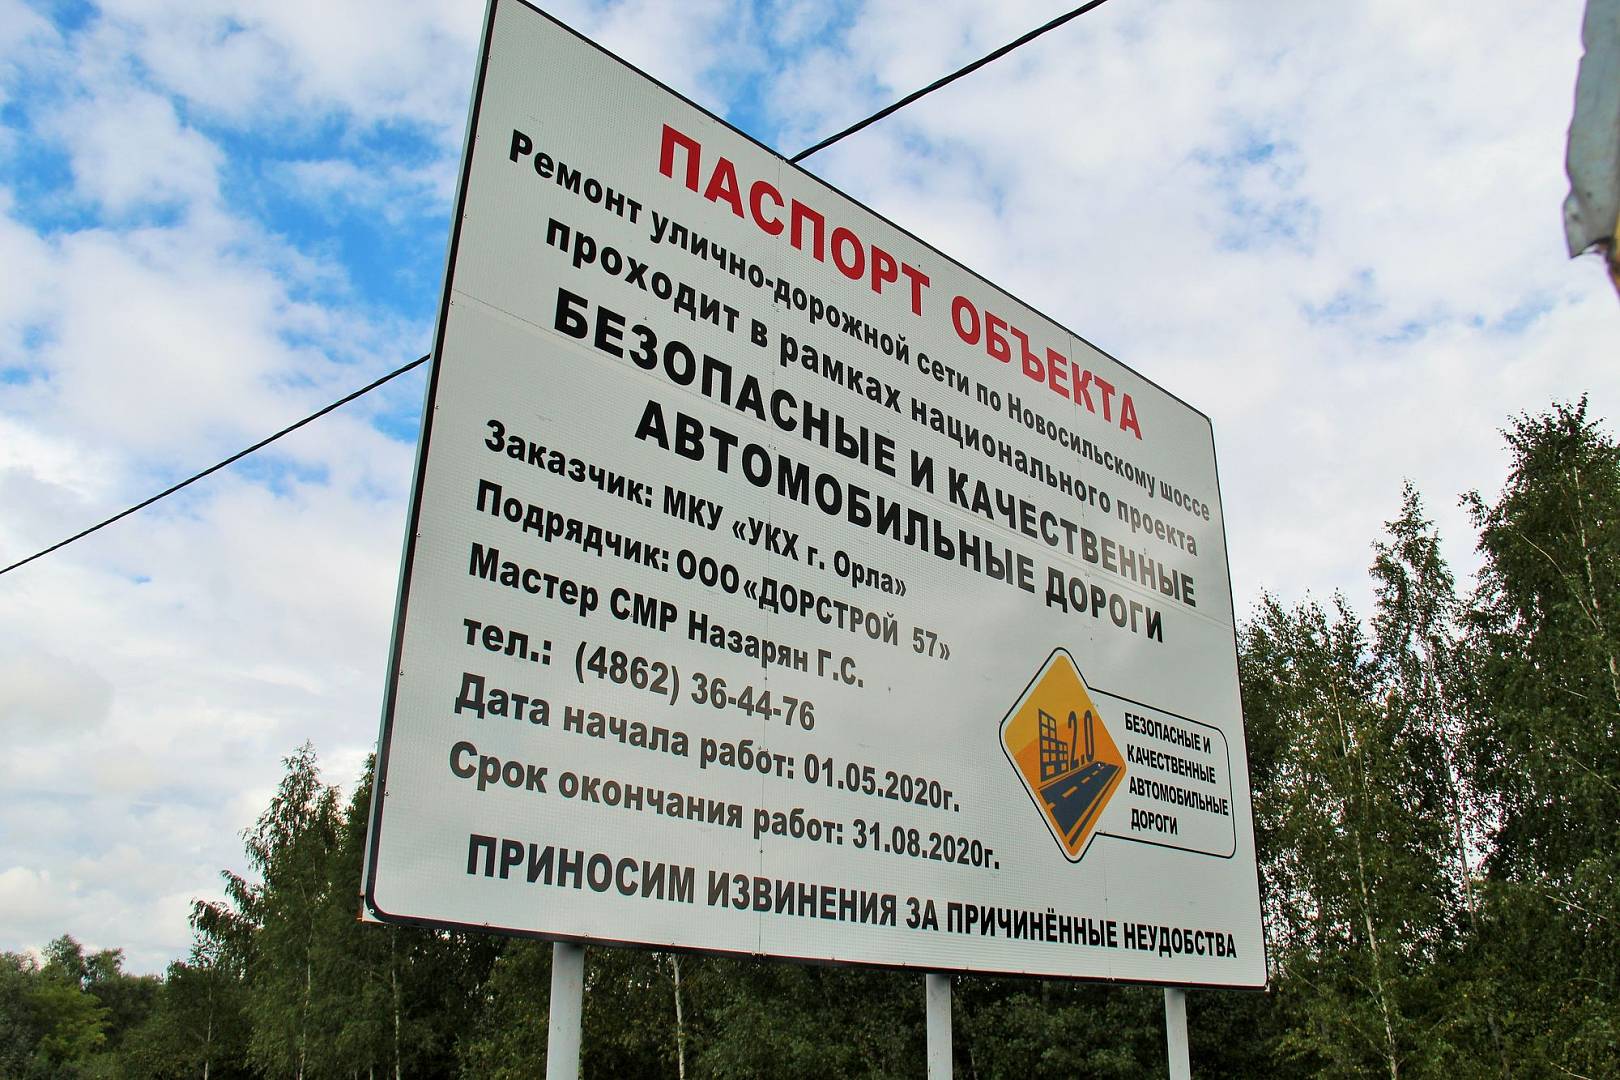 ПАСПОРТ ОБЪЕКТА
Ремонт улично-дорожной сети по Новосильскому шоссе
проходит в рамках национального проекта
БЕЗОПАСНЫЕ И КАЧЕСТВЕННЫЕ
АВТОМОБИЛЬНЫЕ ДОРОГИ
Заказчик: МКУ «УКХ г. Орла»
Подрядчик: ООО «ДОРСТРОЙ 57»
Мастер СМР Назарян Г.С.
тел.: (4862) 36-44-76
Дата начала работ: 01.05.2020г.
Срок окончания работ: 31.08.2020г.
2.0
БЕЗОПАСНЫЕ И
КАЧЕСТВЕННЫЕ
АВТОМОБИЛЬНЫЕ
ДОРОГИ
ПРИНОСИМ ИЗВИНЕНИЯ ЗА ПРИЧИНЁННЫЕ НЕУДОБСТВА